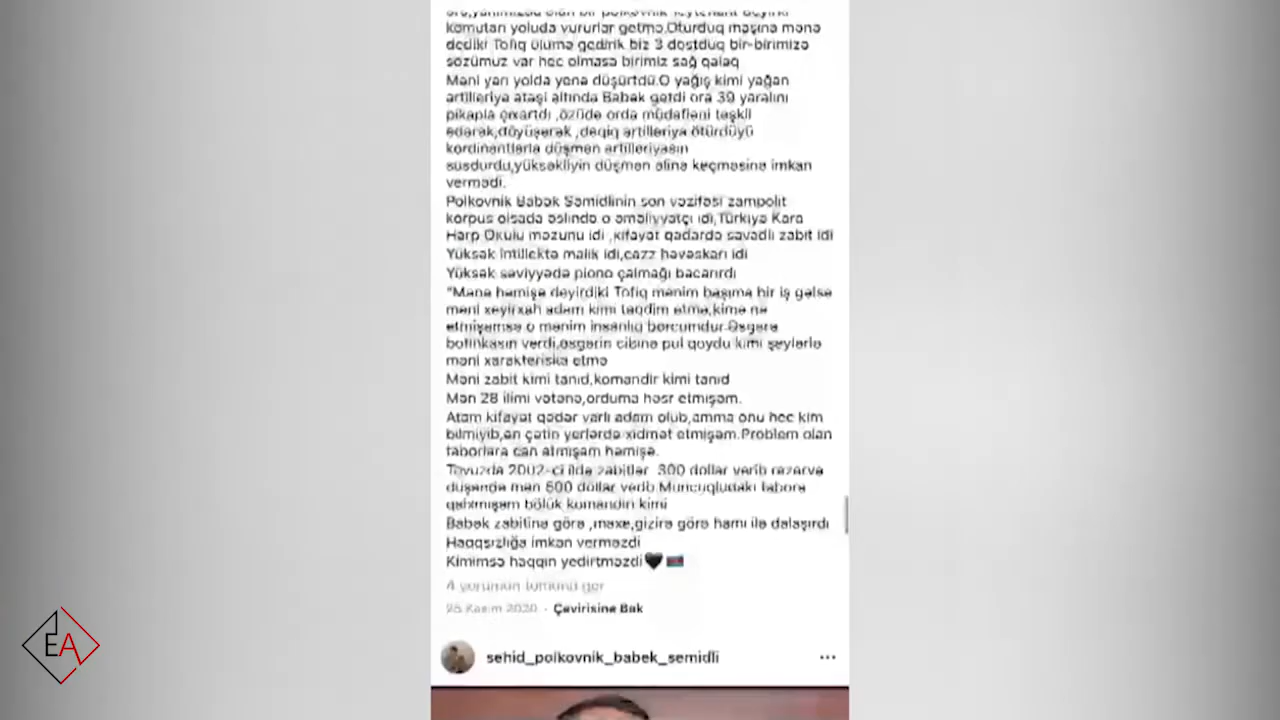 komutan yoluda vururlar getmə.Oturduq maşına mənə
dediki Tofiq ölümə gedirik biz 3 dostduq bir-birimizə
sözümüz var hec olmasa birimiz sağ qalaq
Məni yarı yolda yenə düşürtdü.O yağış kimi yağan
artilleriya atəşi altında Babək getdi ora 39 yaralını
pikapla çıxartdı ,özüdə orda müdafiəni təşkil
edərək,döyüşərək ,dəqiq artilleriya ötürdüyü
kordinantlarla düşmən artilleriyasın
susdurdu,yüksəkliyin düşmən əlinə keçməsinə imkan
vermədi.
Polkovnik Babək Səmidlinin son vəzifəsi zampolit
korpus olsada əslində o əməliyyatçı idi,Türkiyə Kara
Harp Okulu məzunu idi ,kifayət qədərdə savadlı zabit idi
Yüksək intillektə malik idi,cazz həvəskarı idi
Yüksək səviyyədə piono çalmağı bacarırdı
"Mənə həmişə deyirdiki Tofiq mənim başıma bir iş gəlsə
məni xeyirxah adam kimi təqdim etmə,kimə nə
etmişəmsə o mənim insanlıq borcumdur.Əsgərə
botinkasın verdi,əsgərin cibinə pul qoydu kimi şeylərlə
məni xarakteriska etmə
Məni zabit kimi tanıd,komandir kimi tanıd
Mən 28 ilimi vətənə,orduma həsr etmişəm.
Atam kifayət qədər varlı adam olub,amma onu hec kim
bilmiyib,ən çətin yerlərdə xidmət etmişəm.Problem olan
taborlara can atmışam həmişə.
Tovuzda 2002-ci ildə zabitlər 300 dollar verib rezervə
düşəndə mən 500 dollar verib Muncuqludakı tabora
qalxmışam bölük komandiri kimi
Babək zabitinə görə ,maxe,gizirə görə hamı ilə dalaşırdı
Haqqsızlığa imkan verməzdi
Kimimsə haqqın yedirtməzdi🖤🇦🇿
4 yorumun tümünü gör
25 Kasım 2020 · Çevirisine Bak
sehid_polkovnik_babek_semidli
EA